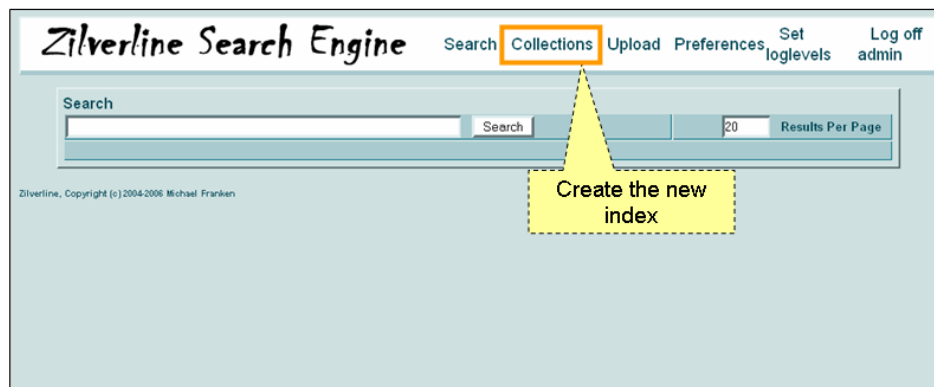 Zilverline Search Engine
Search Collections Upload Preferences Set loglevels Log off admin
Search
Search 20 Results Per Page
Create the new
index
Zilverline, Copyright (c) 2004-2006 Michael Franken